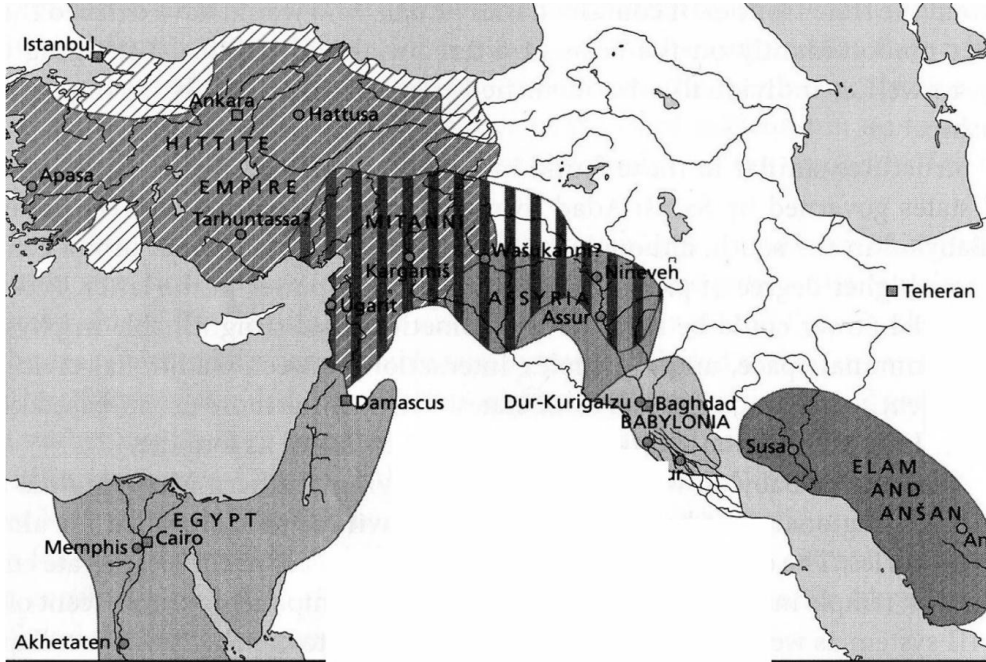 Istanbul
Ankara
Hattusa
HITTITE
EMPIRE
Apasa
Tarhuntassa?
MITANNI
Kargamiš
Waššukanni?
Nineveh
Ugarit
ASSYRIA
Assur
Teheran
Damascus
Dur-Kurigalzu
Baghdad
BABYLONIA
Susa
ELAM
AND
ANŠAN
An
EGYPT
Memphis
Cairo
Akhetaten